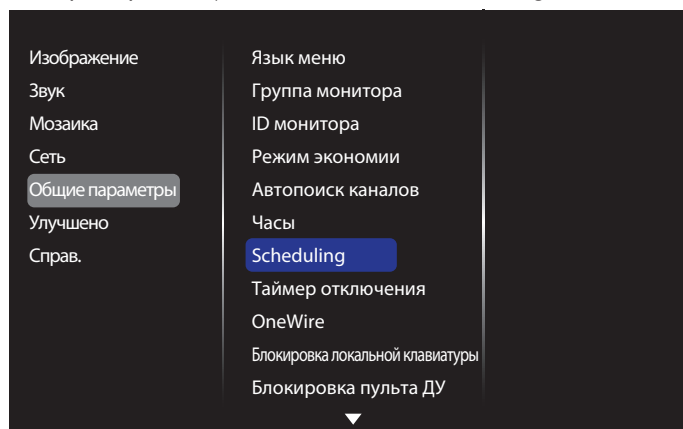 Изображение
Звук
Мозаика
Сеть
Общие параметры
Улучшено
Справ.
Язык меню
Группа монитора
ID монитора
Режим экономии
Автопоиск каналов
Часы
Scheduling
Таймер отключения
OneWire
Блокировка локальной клавиатуры
Блокировка пульта ДУ